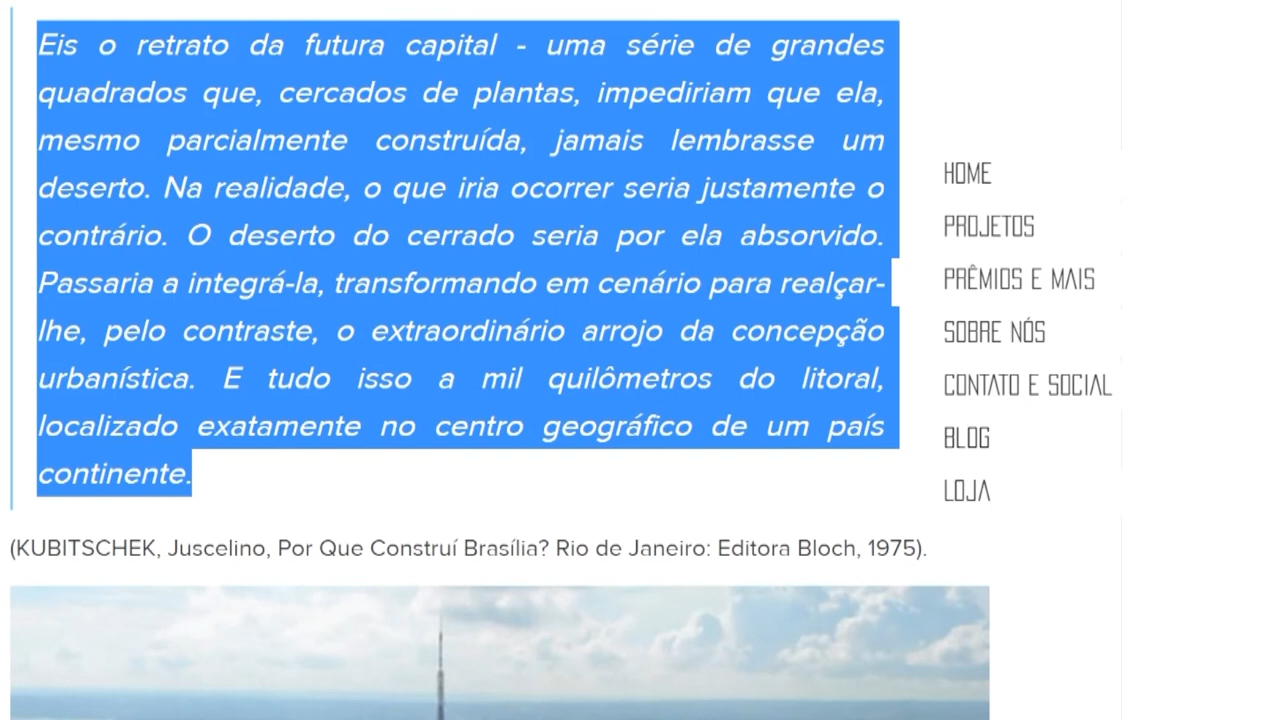 Eis o retrato da futura capital - uma série de grandes
quadrados que, cercados de plantas, impediriam que ela,
mesmo parcialmente construída, jamais lembrasse um
deserto. Na realidade, o que iria ocorrer seria justamente o
contrário. O deserto do cerrado seria por ela absorvido.
Passaria a integrá-la, transformando em cenário para realçar-
lhe, pelo contraste, o extraordinário arrojo da concepção
urbanística. E tudo isso a mil quilômetros do litoral,
localizado exatamente no centro geográfico de um país
continente.
(KUBITSCHEK, Juscelino, Por Que Construí Brasília? Rio de Janeiro: Editora Bloch, 1975).
HOME
PROJETOS
PRÊMIOS E MAIS
SOBRE NÓS
CONTATO E SOCIAL
BLOG
LOJA